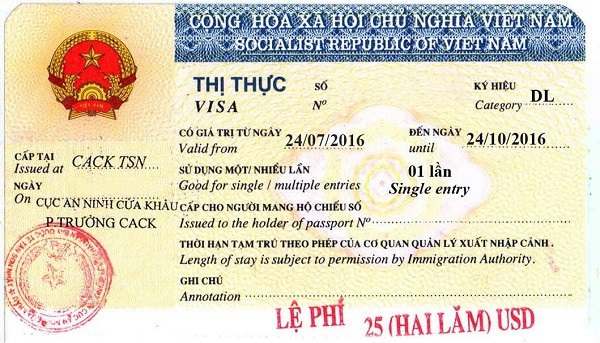 CỘNG HÒA XÃ HỘI CHỦ NGHĨA VIỆT NAM
SOCIALIST REPUBLIC OF VIET NAM
VIỆT NAM
THỊ THỰC SỐ KÝ HIỆU
VISA Nº Category DL
CÓ GIÁ TRỊ TỪ NGÀY 24/07/2016 ĐẾN NGÀY 24/10/2016
Valid from until
CẤP TẠI CACK TSN
Issued at
SỬ DỤNG MỘT/ NHIỀU LẦN 01 lần
Good for single / multiple entries Single entry
NGÀY
On CỤC AN NINH CỬA KHẨU
P.TRƯỞNG CACK
CẤP CHO NGƯỜI MANG HỘ CHIẾU SỐ
Issued to the holder of passport Nº
THỜI HẠN TẠM TRÚ THEO PHÉP CỦA CƠ QUAN QUẢN LÝ XUẤT NHẬP CẢNH .
Length of stay is subject to permission by Immigration Authority.
GHI CHÚ
Annotation
LỆ PHÍ 25 (HAI LĂM) USD